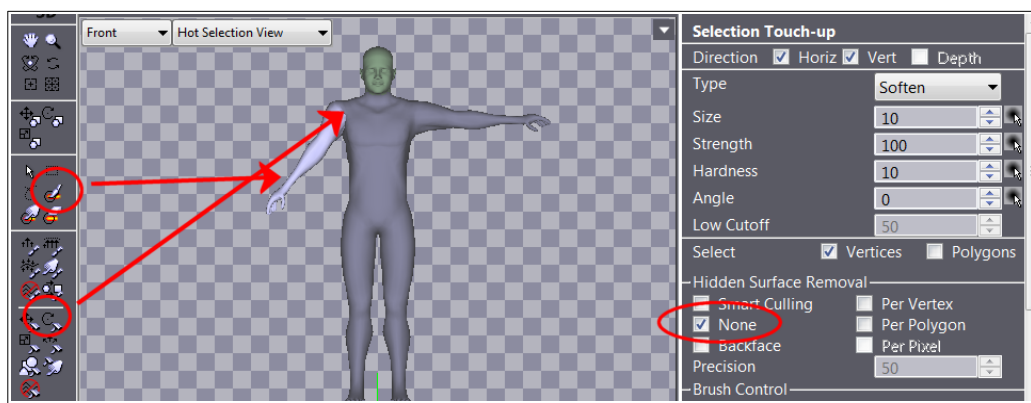 3D
Front
Hot Selection View
Selection Touch-up
Direction Horiz Vert Depth
Type Soften
Size 10
Strength 100
Hardness 10
Angle 0
Low Cutoff 50
Select Vertices Polygons
Hidden Surface Removal
Smart Culling Per Vertex
None Per Polygon
Backface Per Pixel
Precision 50
Brush Control